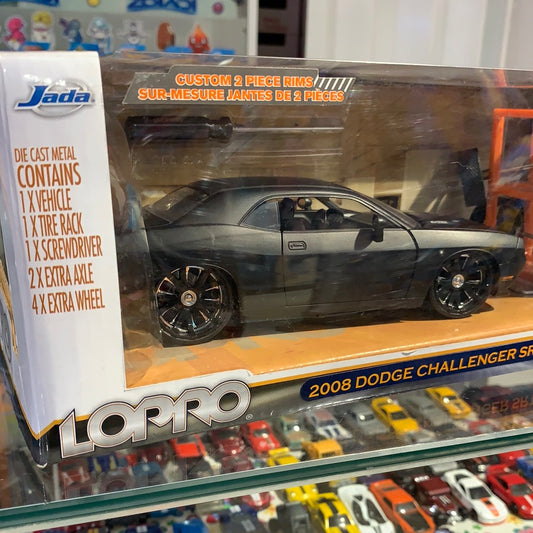 Jada
CUSTOM 2 PIECE RIMS
SUR-MESURE JANTES DE 2 PIÈCES
DIE CAST METAL
CONTAINS
1 X VEHICLE
1 X TIRE RACK
1 X SCREWDRIVER
2 X EXTRA AXLE
4 X EXTRA WHEEL
LOPRO
2008 DODGE CHALLENGER SR